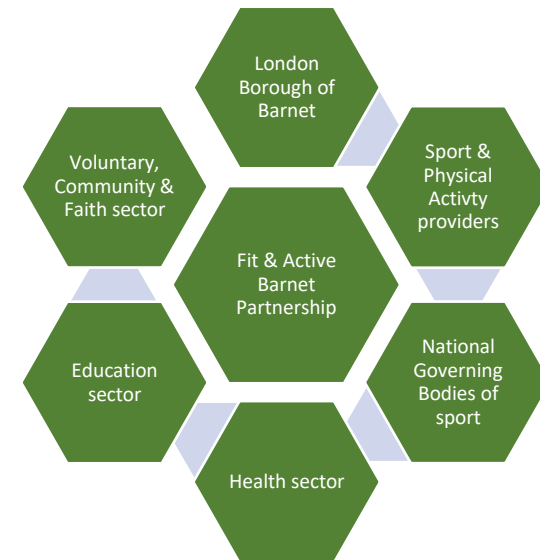 London
Borough of
Barnet
Voluntary,
Community &
Faith sector
Sport &
Physical
Activty
providers
Fit & Active
Barnet
Partnership
Education
sector
National
Governing
Bodies of
sport
Health sector